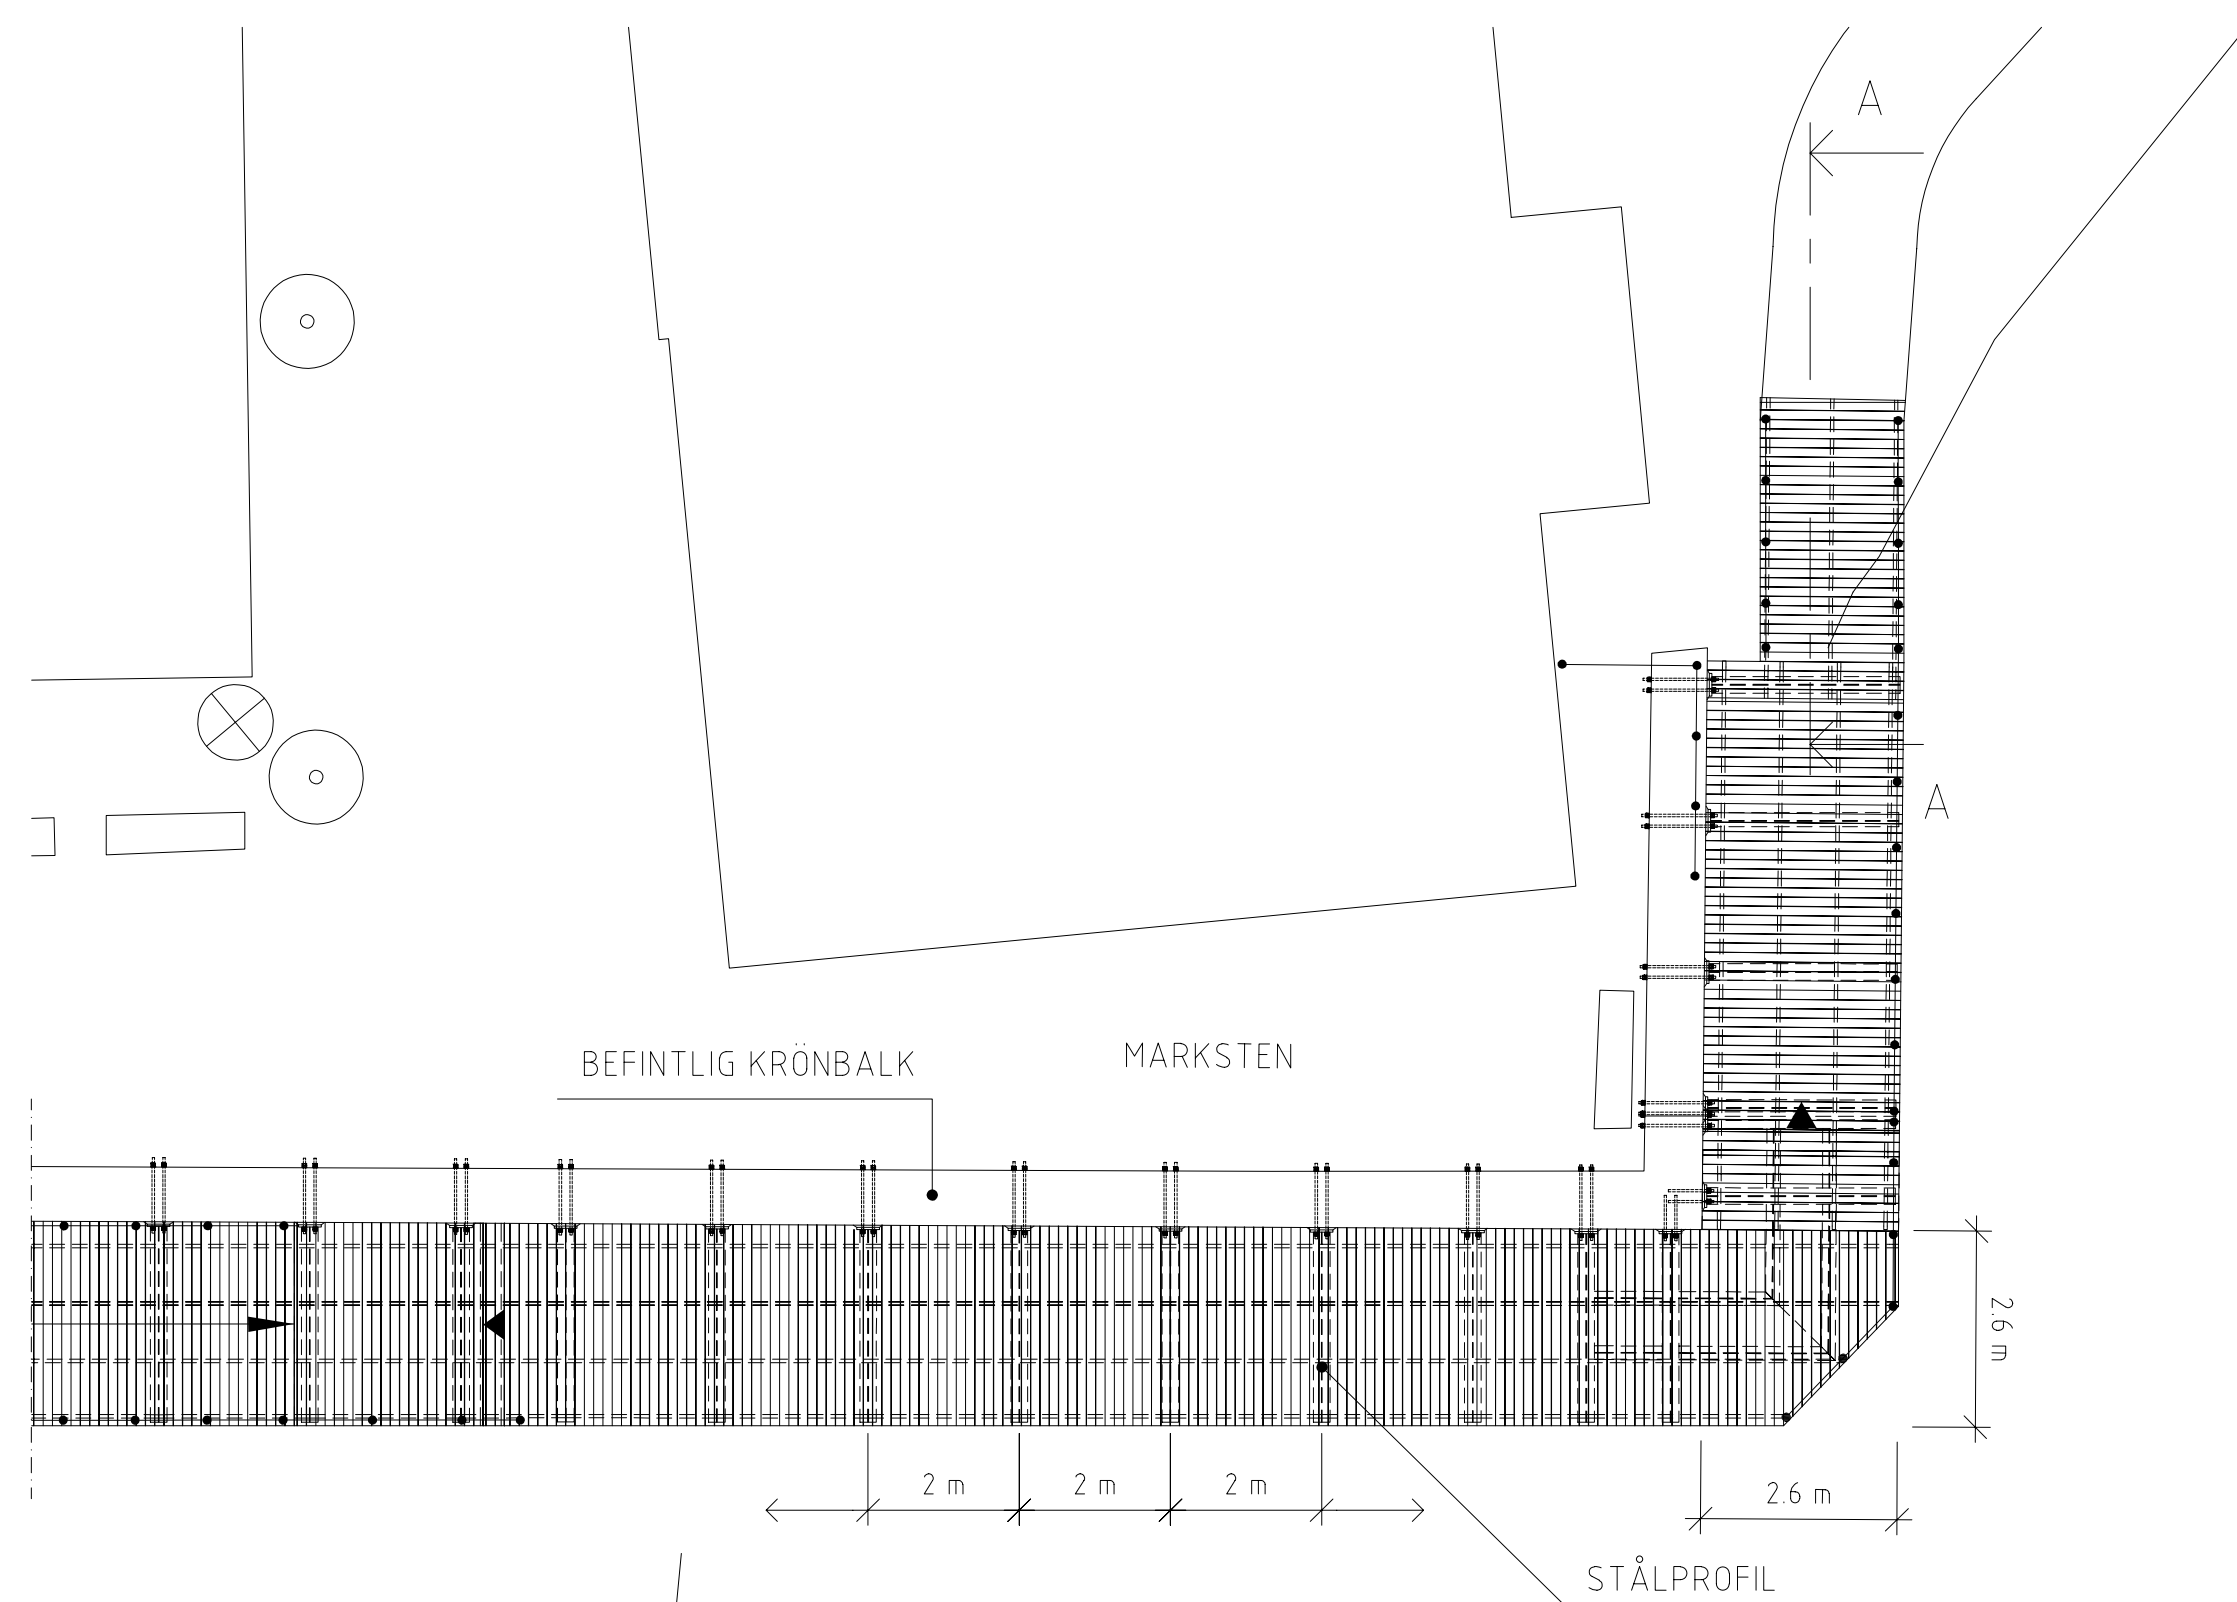 A
A
BEFINTLIG KRÖNBALK
MARKSTEN
2.6 m
2 m
2 m
2 m
2.6 m
STÅLPROFIL